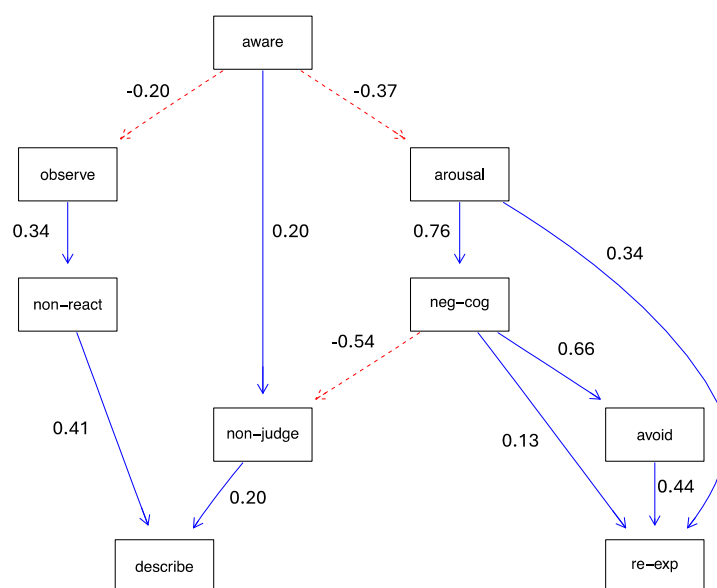 aware
-0.20
-0.37
observe
arousal
0.34
0.20
0.76
0.34
non−react
neg−cog
-0.54
0.66
0.41
non−judge
0.13
avoid
0.20
0.44
describe
re−exp